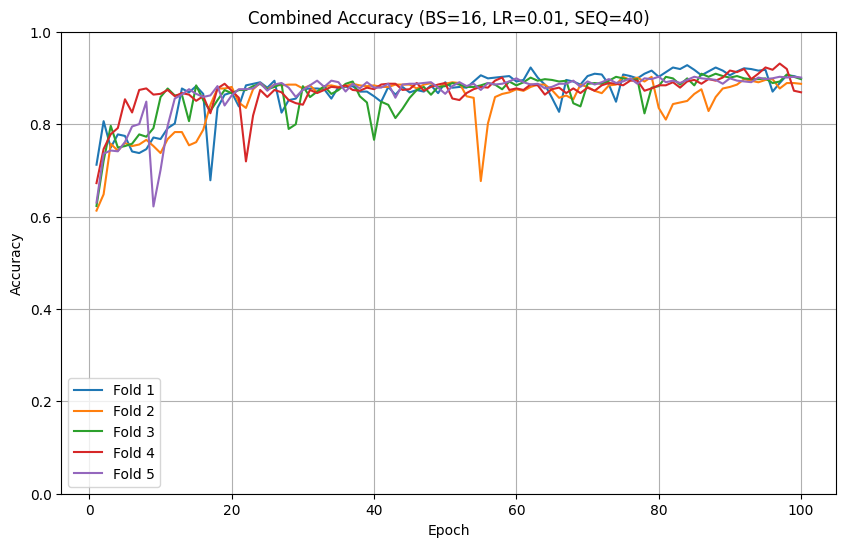 Combined Accuracy (BS=16, LR=0.01, SEQ=40)
1.0
0.8
0.6
0.4
0.2
0.0
Accuracy
Fold 1
Fold 2
Fold 3
Fold 4
Fold 5
0 20 40 60 80 100
Epoch